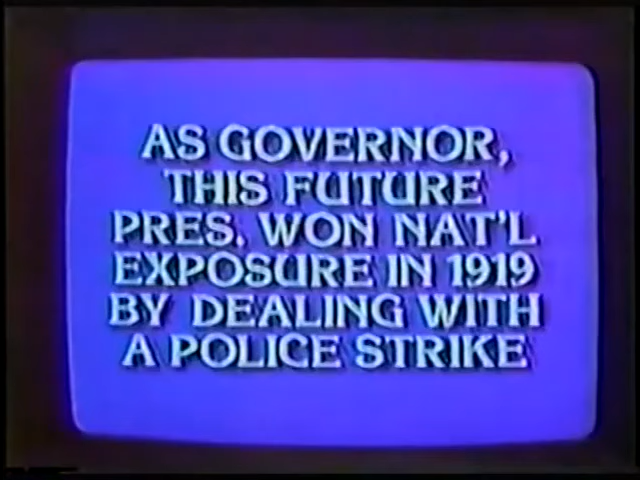 AS GOVERNOR,
THIS FUTURE
PRES. WON NAT'L
EXPOSURE IN 1919
BY DEALING WITH
A POLICE STRIKE